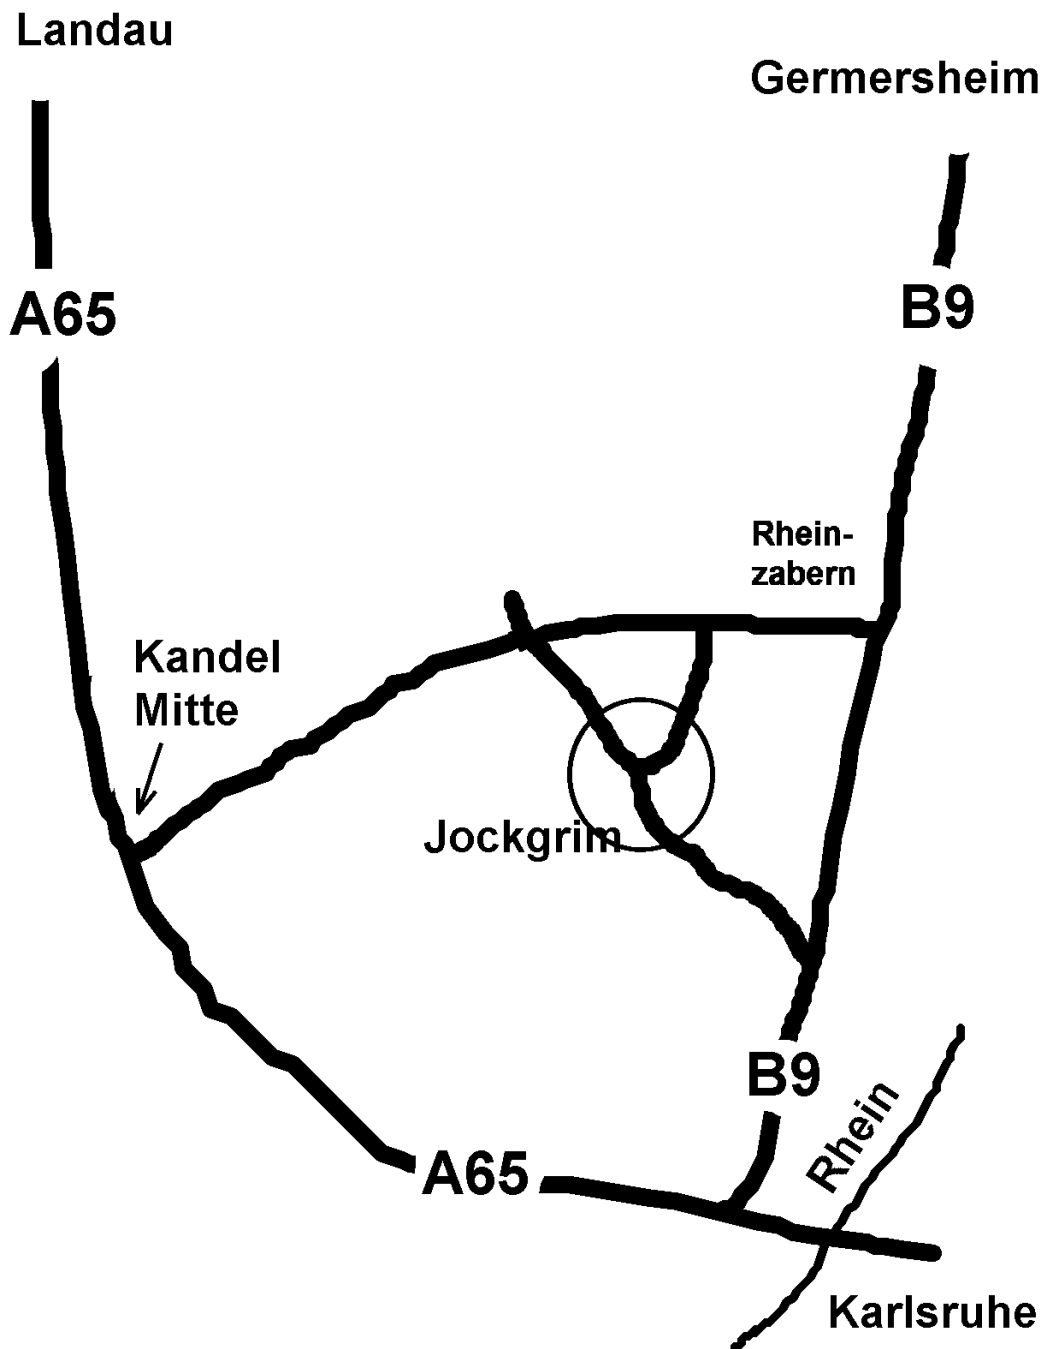 Landau
Germersheim
A65
B9
Rhein-
zabern
Kandel
Mitte
Jockgrim
B9
Rhein
A65
Karlsruhe